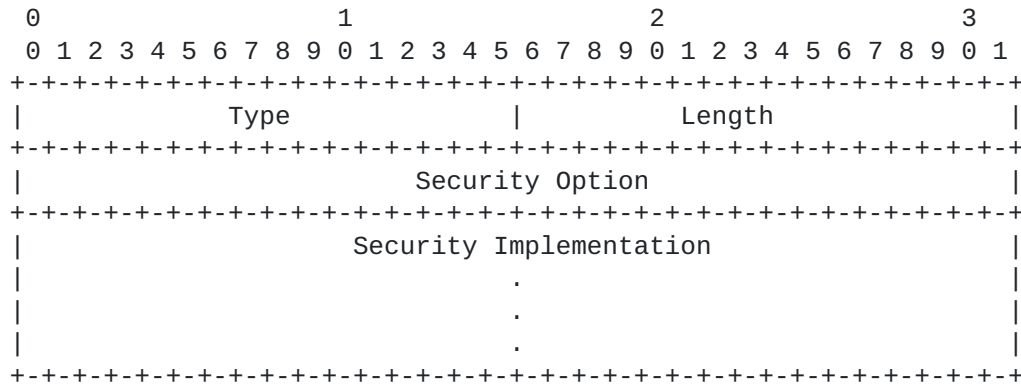 0                   1                   2                   3
 0 1 2 3 4 5 6 7 8 9 0 1 2 3 4 5 6 7 8 9 0 1 2 3 4 5 6 7 8 9 0 1
+-+-+-+-+-+-+-+-+-+-+-+-+-+-+-+-+-+-+-+-+-+-+-+-+-+-+-+-+-+-+-+-+
|             Type              |          Length               |
+-+-+-+-+-+-+-+-+-+-+-+-+-+-+-+-+-+-+-+-+-+-+-+-+-+-+-+-+-+-+-+-+
|                         Security Option                       |
+-+-+-+-+-+-+-+-+-+-+-+-+-+-+-+-+-+-+-+-+-+-+-+-+-+-+-+-+-+-+-+-+
|                     Security Implementation                   |
|                               .                               |
|                               .                               |
|                               .                               |
+-+-+-+-+-+-+-+-+-+-+-+-+-+-+-+-+-+-+-+-+-+-+-+-+-+-+-+-+-+-+-+-+